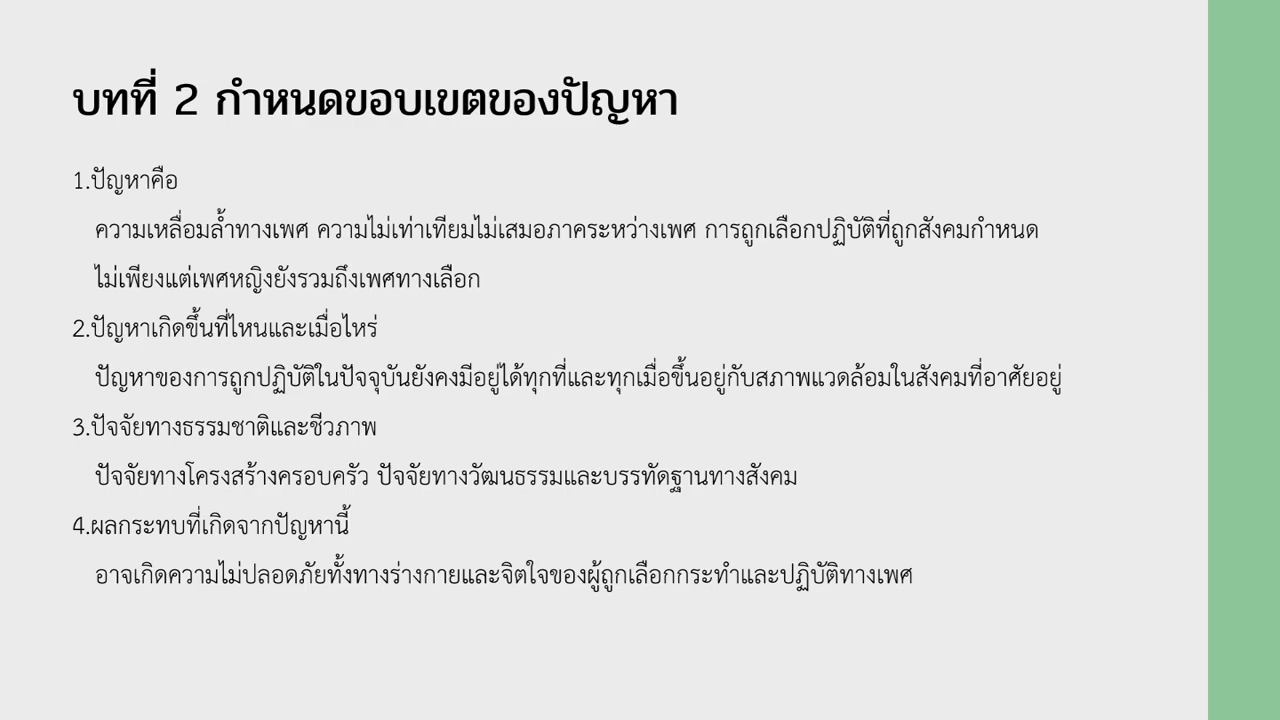 บทที่ 2 กำหนดขอบเขตของปัญหา
1.ปัญหาคือ
ความเหลื่อมล้ำทางเพศ ความไม่เท่าเทียมไม่เสมอภาคระหว่างเพศ การถูกเลือกปฏิบัติที่ถูกสังคมกำหนด
ไม่เพียงแต่เพศหญิงยังรวมถึงเพศทางเลือก
2.ปัญหาเกิดขึ้นที่ไหนและเมื่อไหร่
ปัญหาของการถูกปฏิบัติในปัจจุบันยังคงมีอยู่ได้ทุกที่และทุกเมื่อขึ้นอยู่กับสภาพแวดล้อมในสังคมที่อาศัยอยู่
3.ปัจจัยทางธรรมชาติและชีวภาพ
ปัจจัยทางโครงสร้างครอบครัว ปัจจัยทางวัฒนธรรมและบรรทัดฐานทางสังคม
4.ผลกระทบที่เกิดจากปัญหานี้
อาจเกิดความไม่ปลอดภัยทั้งทางร่างกายและจิตใจของผู้ถูกเลือกกระทำและปฏิบัติทางเพศ